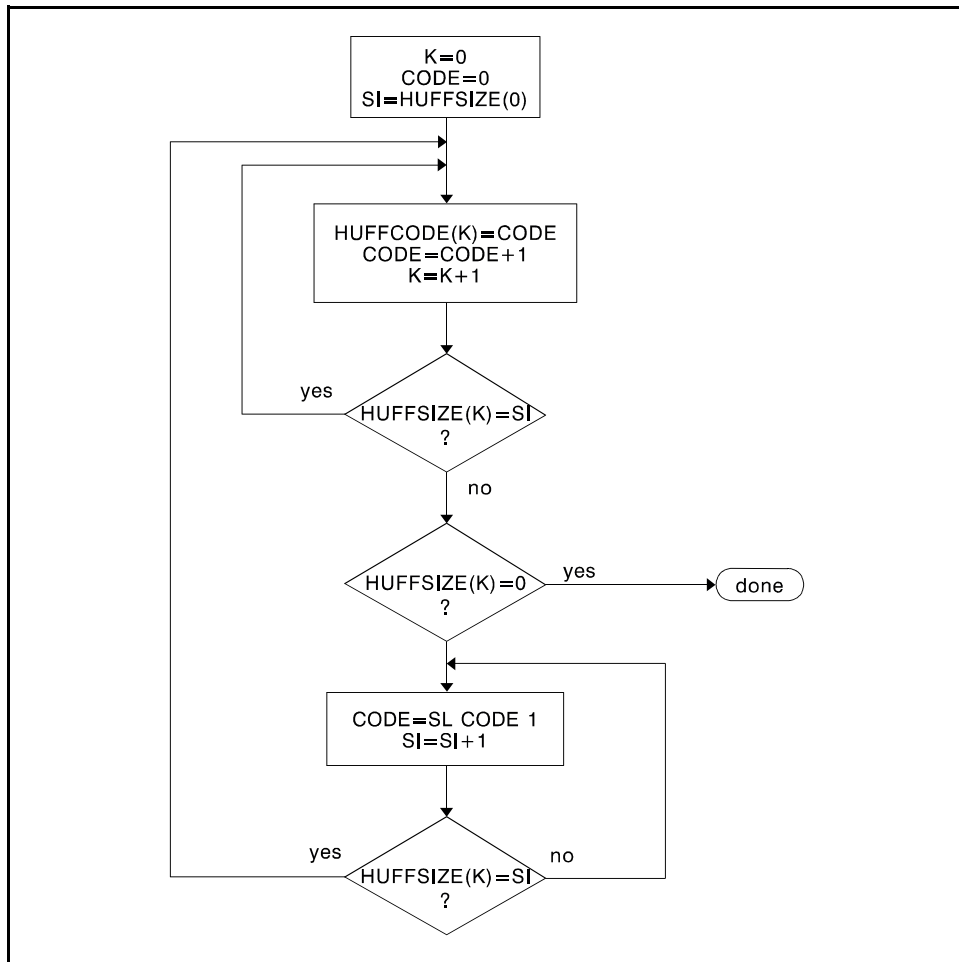 K=0
CODE=0
SI=HUFFSIZE(0)
HUFFCODE(K)=CODE
CODE=CODE+1
K=K+1
yes
HUFFSIZE(K)=SI
?
no
HUFFSIZE(K)=0
?
yes
done
CODE=SL CODE 1
SI=SI+1
yes
HUFFSIZE(K)=SI
?
no